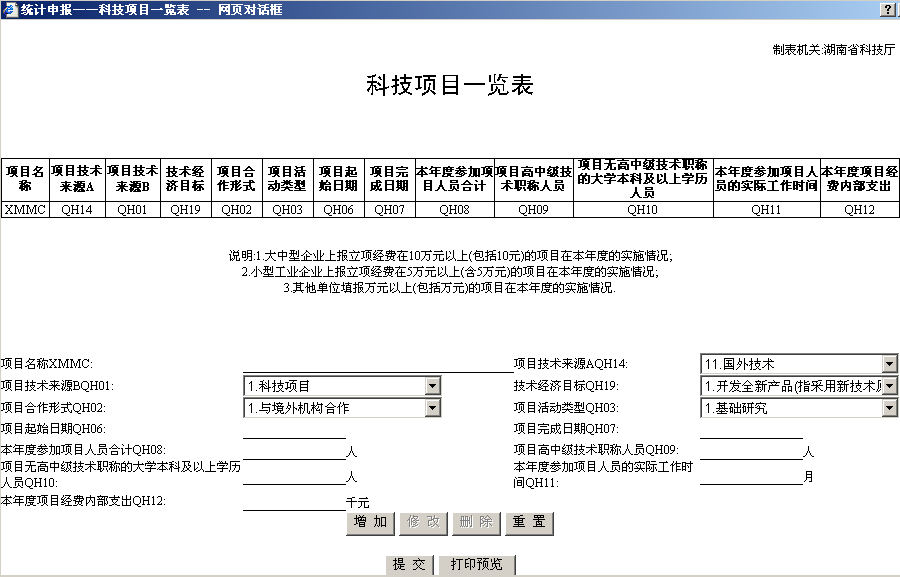 统计申报——科技项目一览表 -- 网页对话框
制表机关:湖南省科技厅
科技项目一览表
项目名称 项目技术来源A 项目技术来源B 技术经济目标 项目合作形式 项目活动类型 项目起始日期 项目完成日期 本年度参加项目人员合计 项目高中级技术职称人员 项目无高中级技术职称的大学本科及以上学历人员 本年度参加项目人员的实际工作时间 本年度项目经费内部支出
XMMC QH14 QH01 QH19 QH02 QH03 QH06 QH07 QH08 QH09 QH10 QH11 QH12
说明:1.大中型企业上报立项经费在10万元以上(包括10元)的项目在本年度的实施情况;
2.小型工业企业上报立项经费在5万元以上(含5万元)的项目在本年度的实施情况;
3.其他单位填报万元以上(包括万元)的项目在本年度的实施情况.
项目名称XMMC: 项目技术来源AQH14: 11.国外技术
项目技术来源BQH01: 1.科技项目 技术经济目标QH19: 1.开发全新产品(指采用新技术原
项目合作形式QH02: 1.与境外机构合作 项目活动类型QH03: 1.基础研究
项目起始日期QH06: 项目完成日期QH07:
本年度参加项目人员合计QH08: 人 项目高中级技术职称人员QH09: 人
项目无高中级技术职称的大学本科及以上学历
人员QH10: 人 本年度参加项目人员的实际工作时
间QH11: 月
本年度项目经费内部支出QH12: 千元
增 加 修 改 删 除 重 置
提 交 打印预览